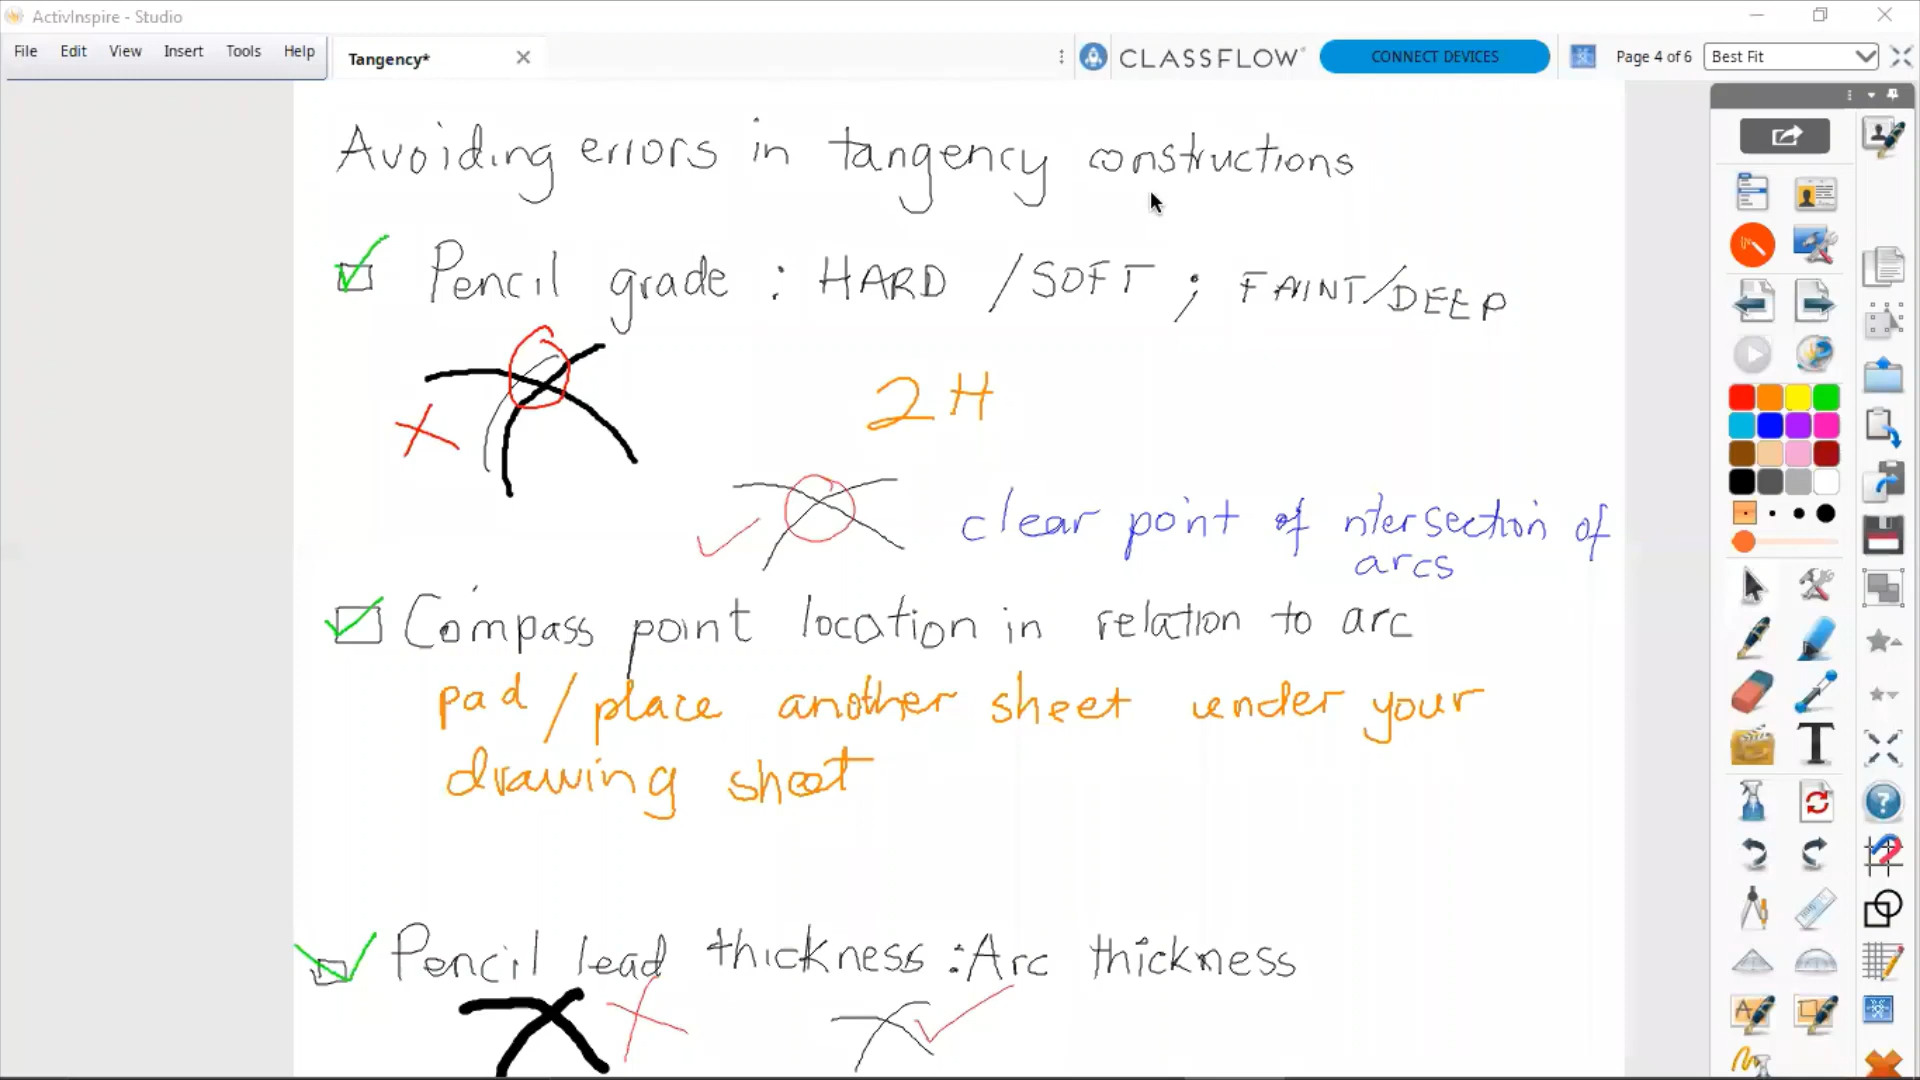 ActivInspire - Studio
File Edit View Insert Tools Help
Tangency*
CLASSFLOW
CONNECT DEVICES
Page 4 of 6
Best Fit
Avoiding errors in tangency constructions
Pencil grade : HARD / SOFT ; FAINT/DEEP
2H
clear point of ntersection of
arcs
Compass point location in relation to arc
pad / place another sheet under your
drawing sheet
Pencil lead thickness : Arc thickness